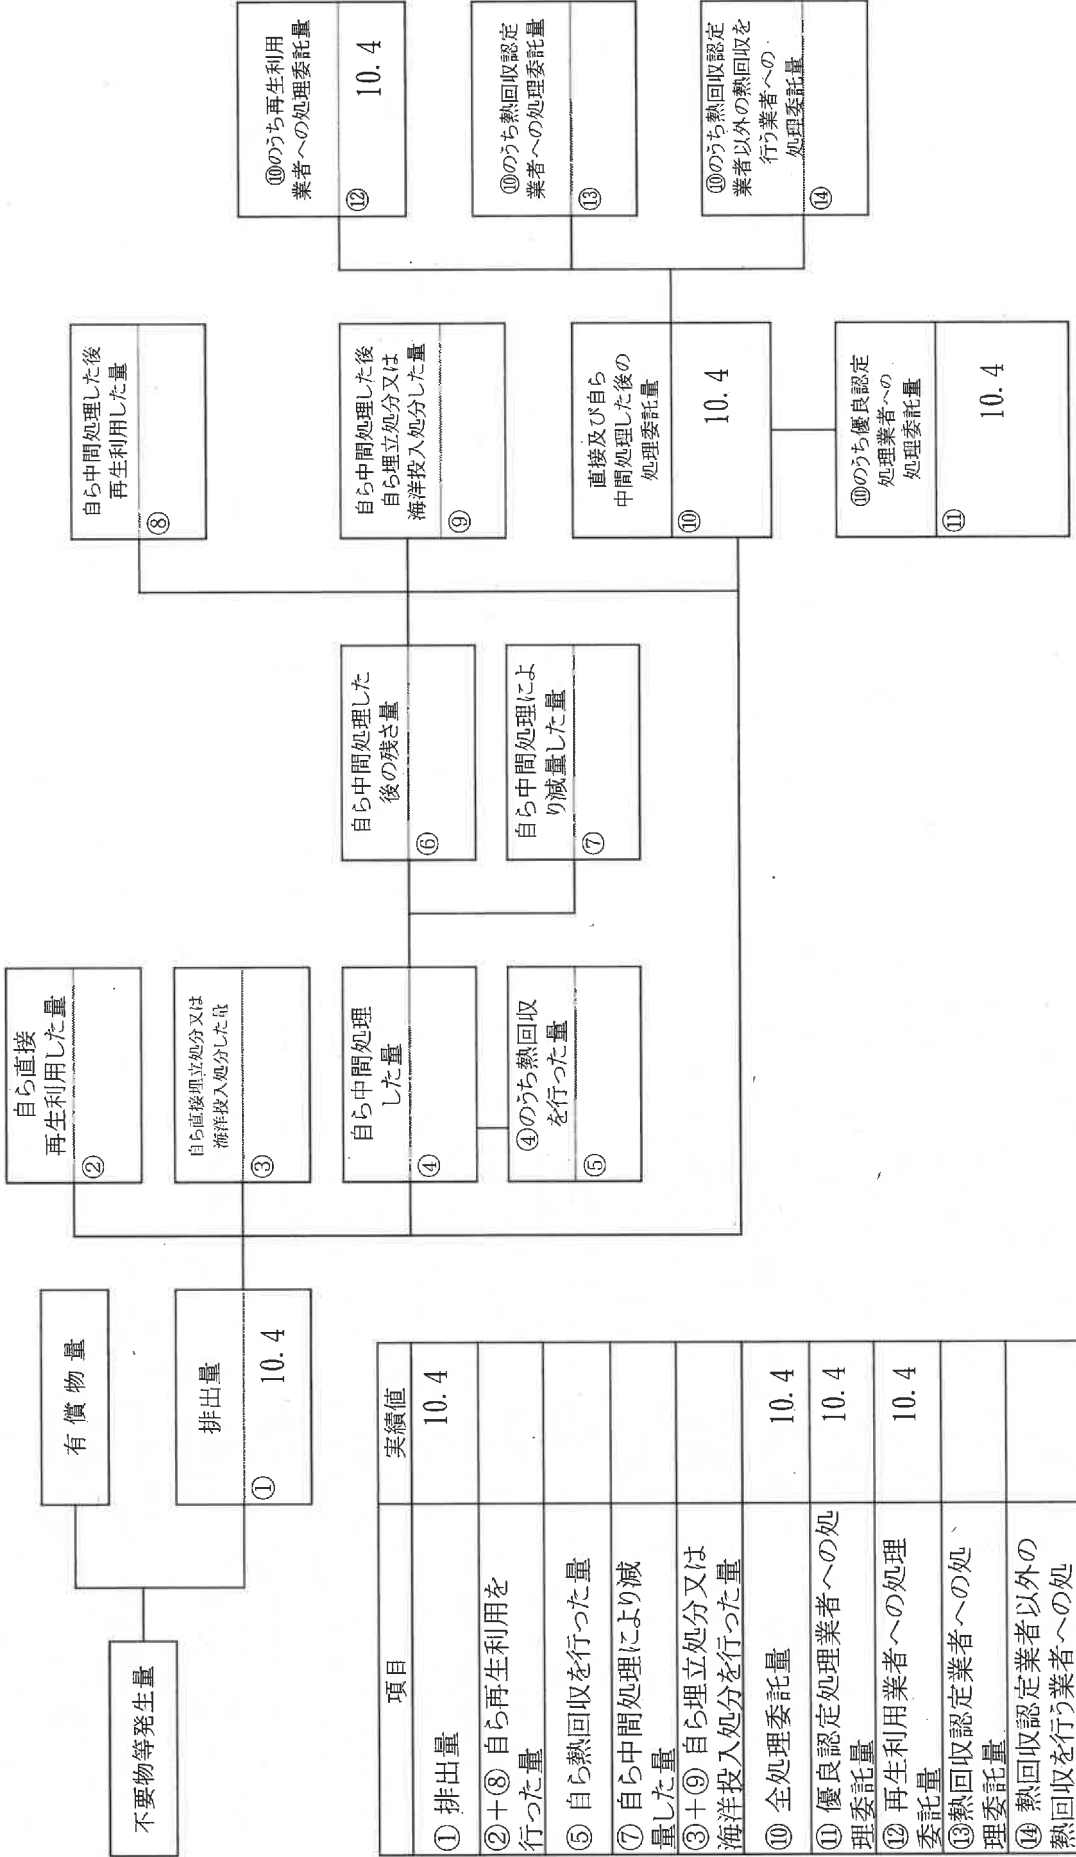 不要物等発生量
有 償 物 量
排出量
① 10.4
自ら直接
再生利用した量
②
自ら直接埋立処分又は
海洋投入処分した量
③
自ら中間処理
した量
④
④のうち熱回収
を行った量
⑤
自ら中間処理した
後の残さ量
⑥
自ら中間処理によ
り減量した量
⑦
自ら中間処理した後
再生利用した量
⑧
自ら中間処理した後
自ら埋立処分又は
海洋投入処分した量
⑨
直接及び自ら
中間処理した後の
処理委託量
⑩ 10.4
⑩のうち優良認定
処理業者への
処理委託量
⑪ 10.4
⑩のうち再生利用
業者への処理委託量
⑫ 10.4
⑩のうち熱回収認定
業者への処理委託量
⑬
⑩のうち熱回収認定
業者以外の熱回収を
行う業者への
処理委託量
⑭
項目 実績値
① 排出量 10.4
②+⑧ 自ら再生利用を
行った量
⑤ 自ら熱回収を行った量
⑦ 自ら中間処理により減
量した量
③+⑨ 自ら埋立処分又は
海洋投入処分を行った量
⑩ 全処理委託量 10.4
⑪ 優良認定処理業者への処
理委託量 10.4
⑫ 再生利用業者への処理
委託量 10.4
⑬熱回収認定業者への処
理委託量
⑭ 熱回収認定業者以外の
熱回収を行う業者への処